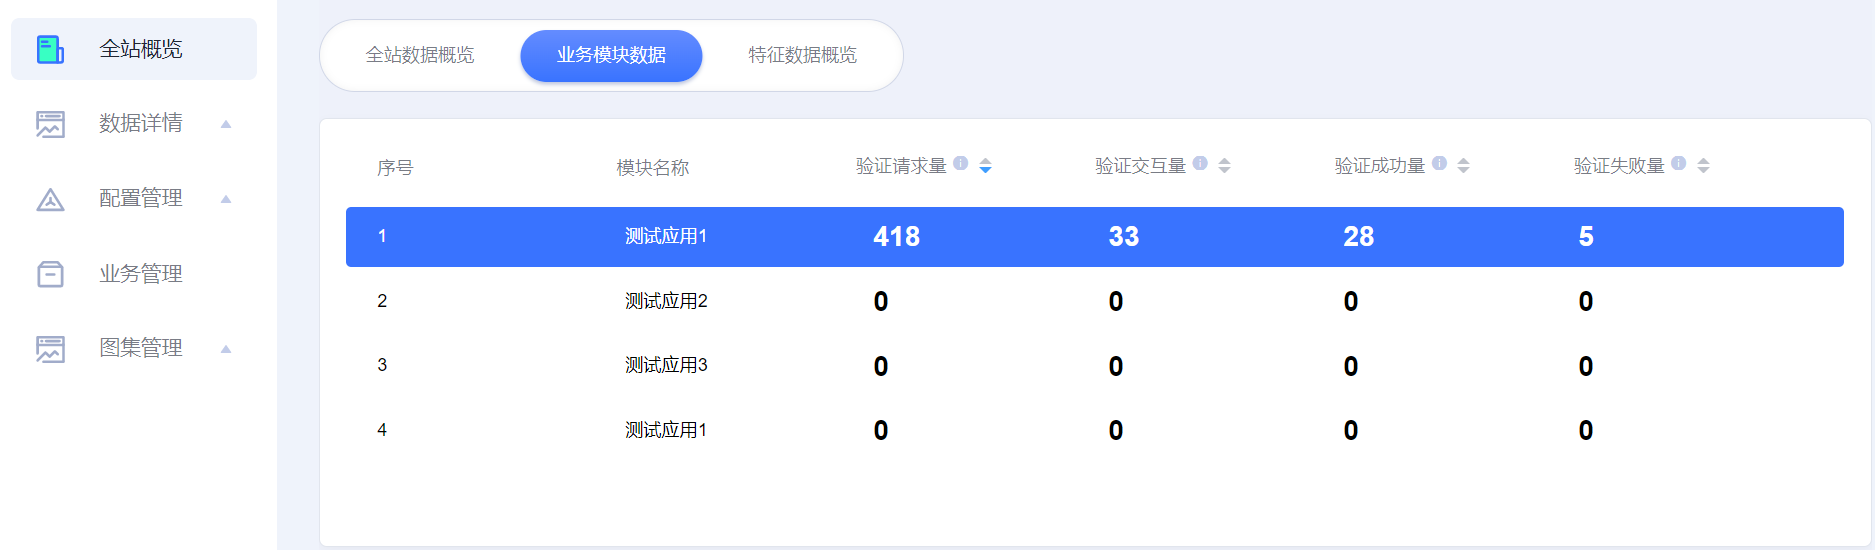 全站概览
数据详情
配置管理
业务管理
图集管理
全站数据概览 业务模块数据 特征数据概览
序号 模块名称 验证请求量 验证交互量 验证成功量 验证失败量
1 测试应用1 418 33 28 5
2 测试应用2 0 0 0 0
3 测试应用3 0 0 0 0
4 测试应用1 0 0 0 0